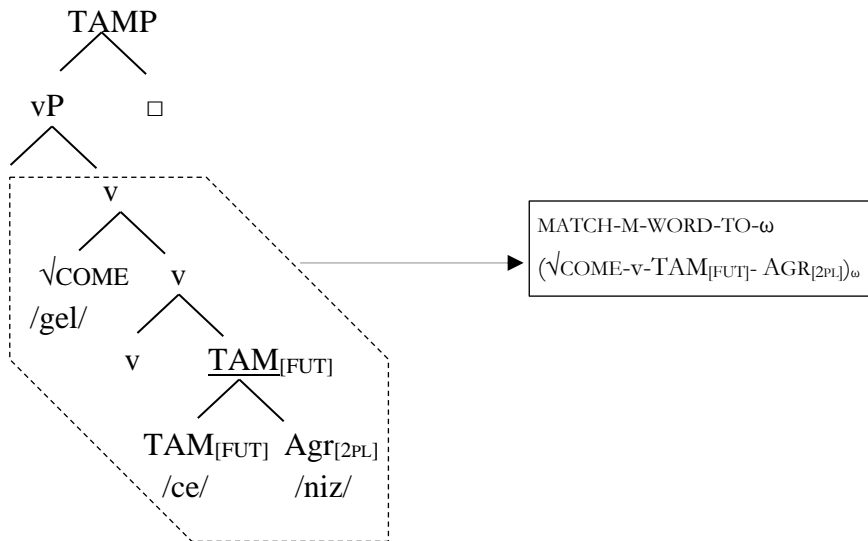 TAMP
vP □
v
√COME v
/gel/
v TAM[FUT]
TAM[FUT] Agr[2PL]
/ce/ /niz/
MATCH-M-WORD-TO-ω
(√COME-v-TAM[FUT]- AGR[2PL])ω